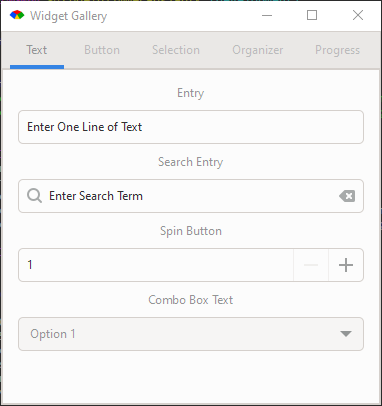 Widget Gallery
Text Button Selection Organizer Progress
Entry
Enter One Line of Text
Search Entry
Enter Search Term
Spin Button
1
Combo Box Text
Option 1